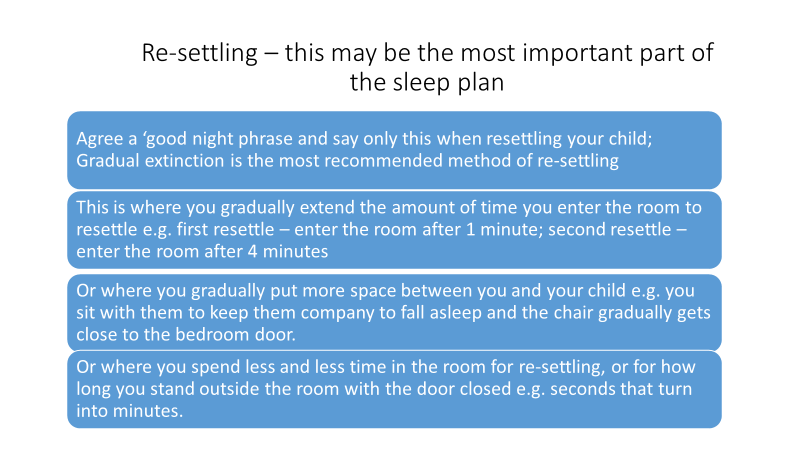 Re-settling – this may be the most important part of
the sleep plan
Agree a ‘good night phrase and say only this when resettling your child;
Gradual extinction is the most recommended method of re-settling
This is where you gradually extend the amount of time you enter the room to
resettle e.g. first resettle – enter the room after 1 minute; second resettle –
enter the room after 4 minutes
Or where you gradually put more space between you and your child e.g. you
sit with them to keep them company to fall asleep and the chair gradually gets
close to the bedroom door.
Or where you spend less and less time in the room for re-settling, or for how
long you stand outside the room with the door closed e.g. seconds that turn
into minutes.